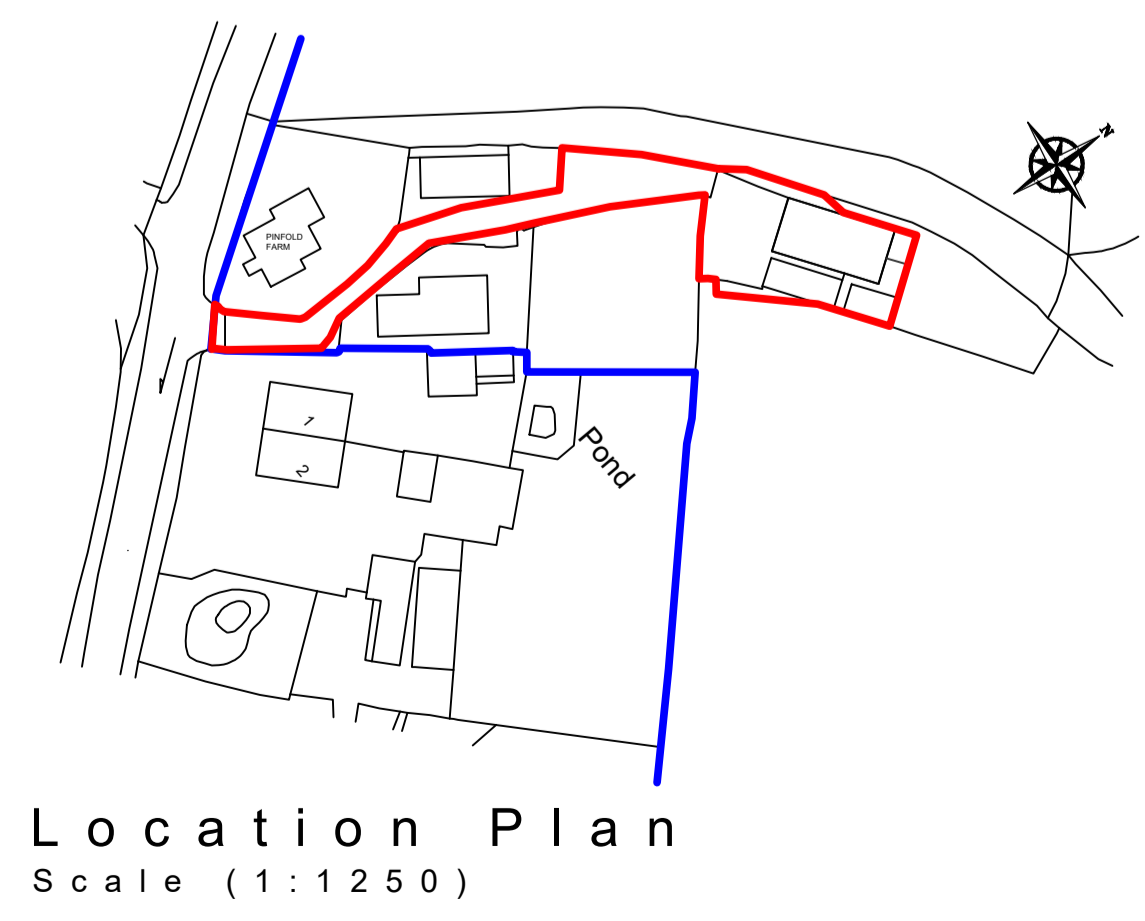 N
PINFOLD
FARM
1
2
Pond
Location Plan
Scale (1:1250)